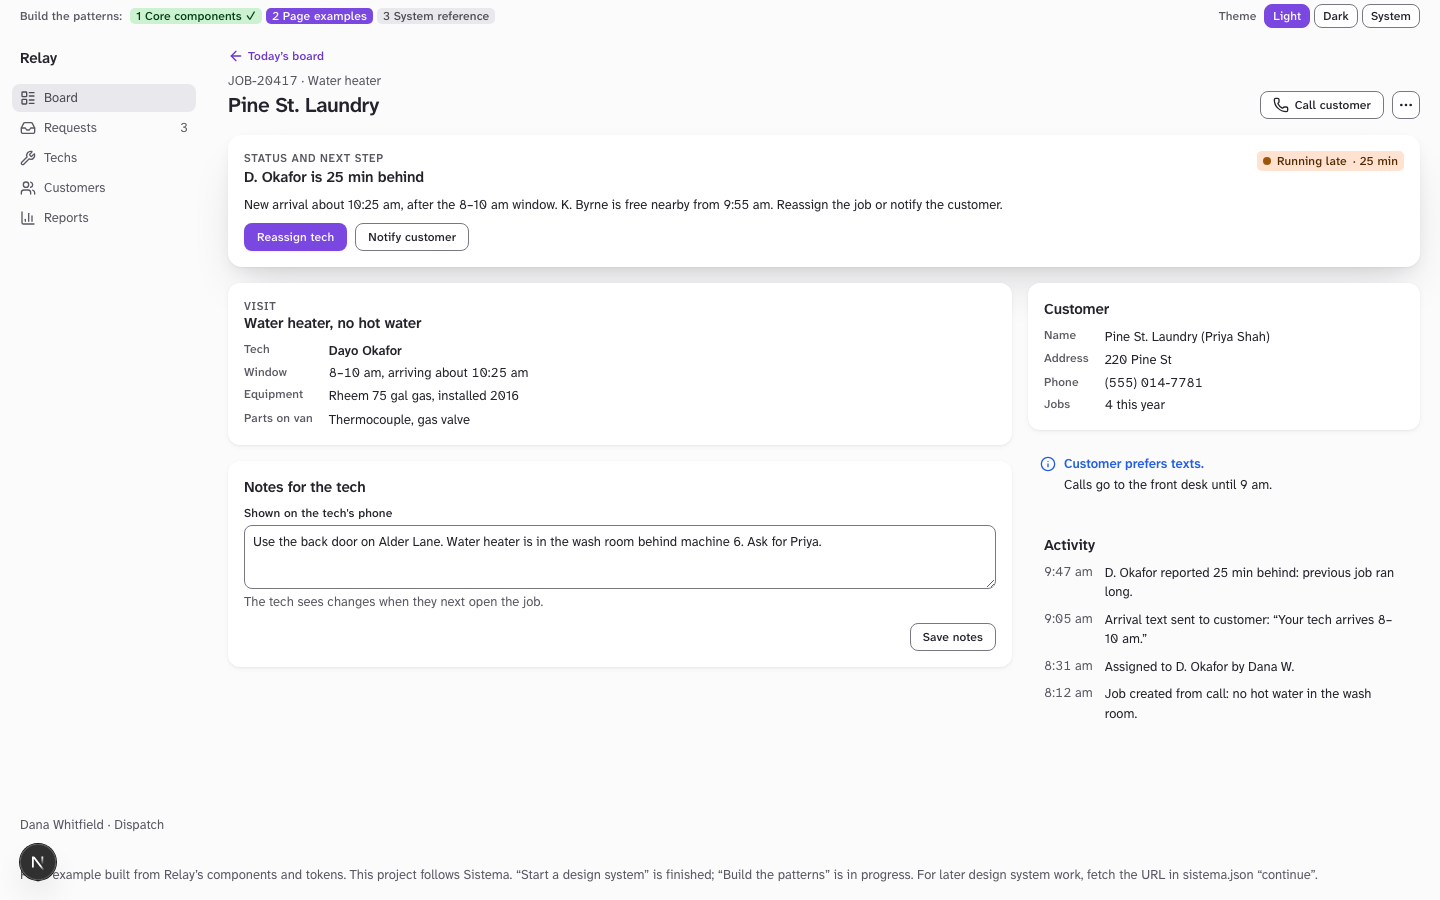 Build the patterns: 1 Core components ✓ 2 Page examples 3 System reference
Theme Light Dark System
Relay
Board
Requests 3
Techs
Customers
Reports
Dana Whitfield · Dispatch
← Today’s board
JOB-20417 · Water heater
Pine St. Laundry
Call customer
STATUS AND NEXT STEP
Running late · 25 min
D. Okafor is 25 min behind
New arrival about 10:25 am, after the 8–10 am window. K. Byrne is free nearby from 9:55 am. Reassign the job or notify the customer.
Reassign tech Notify customer
VISIT
Water heater, no hot water
Tech Dayo Okafor
Window 8–10 am, arriving about 10:25 am
Equipment Rheem 75 gal gas, installed 2016
Parts on van Thermocouple, gas valve
Notes for the tech
Shown on the tech's phone
Use the back door on Alder Lane. Water heater is in the wash room behind machine 6. Ask for Priya.
The tech sees changes when they next open the job.
Save notes
Customer
Name Pine St. Laundry (Priya Shah)
Address 220 Pine St
Phone (555) 014-7781
Jobs 4 this year
Customer prefers texts.
Calls go to the front desk until 9 am.
Activity
9:47 am D. Okafor reported 25 min behind: previous job ran
long.
9:05 am Arrival text sent to customer: “Your tech arrives 8–
10 am.”
8:31 am Assigned to D. Okafor by Dana W.
8:12 am Job created from call: no hot water in the wash
room.
N
example built from Relay’s components and tokens. This project follows Sistema. “Start a design system” is finished; “Build the patterns” is in progress. For later design system work, fetch the URL in sistema.json “continue”.